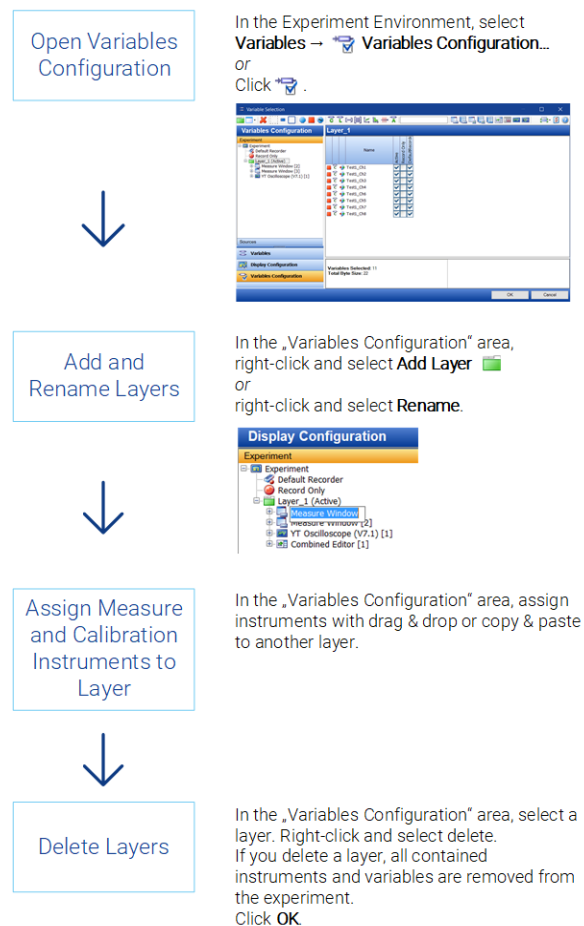 Open Variables
Configuration
In the Experiment Environment, select
Variables → Variables Configuration...
or
Click .
Variable Selection
Variables Configuration
Layer_1
Experiment
Experiment
Default Recorder
Record Only
Layer_1 (Active)
Measure Window [2]
Measure Window [3]
YT Oscilloscope (V7.1) [1]
Name
Active
Record Only
Test1_Ch1
Sources
Variables
Display Configuration
Variables Configuration
Variables Selected: 11
Total Byte Size: 22
OK
Cancel
Add and
Rename Layers
In the „Variables Configuration“ area,
right-click and select Add Layer
or
right-click and select Rename.
Display Configuration
Experiment
Experiment
Default Recorder
Record Only
Layer_1 (Active)
Measure Window
Measure Window [2]
YT Oscilloscope (V7.1) [1]
Combined Editor [1]
Assign Measure
and Calibration
Instruments to
Layer
In the „Variables Configuration“ area, assign
instruments with drag & drop or copy & paste
to another layer.
Delete Layers
In the „Variables Configuration“ area, select a
layer. Right-click and select delete.
If you delete a layer, all contained
instruments and variables are removed from
the experiment.
Click OK.